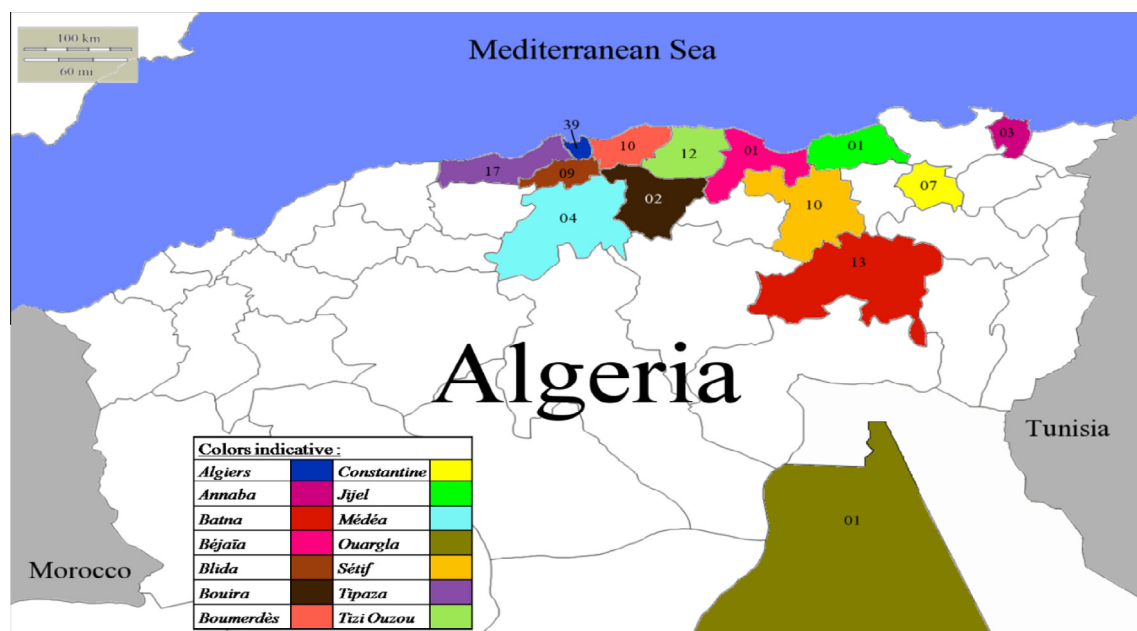 100 km
60 mi
Mediterranean Sea
39
03
10
12
01
01
17
09
07
02
10
04
13
Algeria
Tunisia
Colors indicative :
Algiers Constantine
Annaba Jijel
Batna Médéa
Béjaïa Ouargla
Blida Sétif
Bouira Tipaza
Boumerdès Tizi Ouzou
01
Morocco